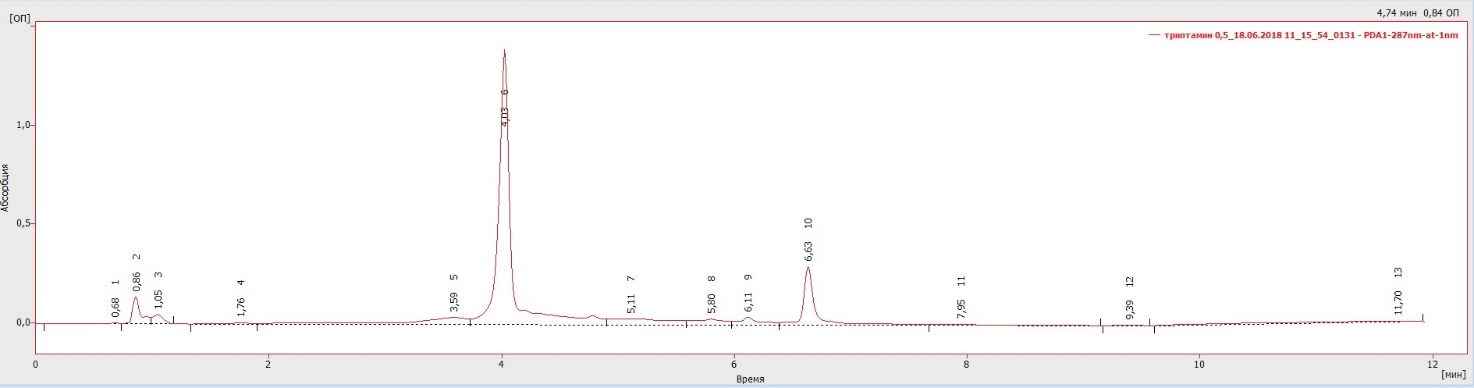 [ОП]
4,74 мин 0,84 ОП
триптамин 0,5_18.06.2018 11_15_54_0131 - PDA1-287nm-at-1nm
Абсорбция
1,0
0,5
0,0
0,68 1
0,86 2
1,05 3
1,76 4
3,59 5
4,03 6
5,11 7
5,80 8
6,11 9
6,63 10
7,95 11
9,39 12
11,70 13
0 2 4 6 8 10 12
Время
[мин]